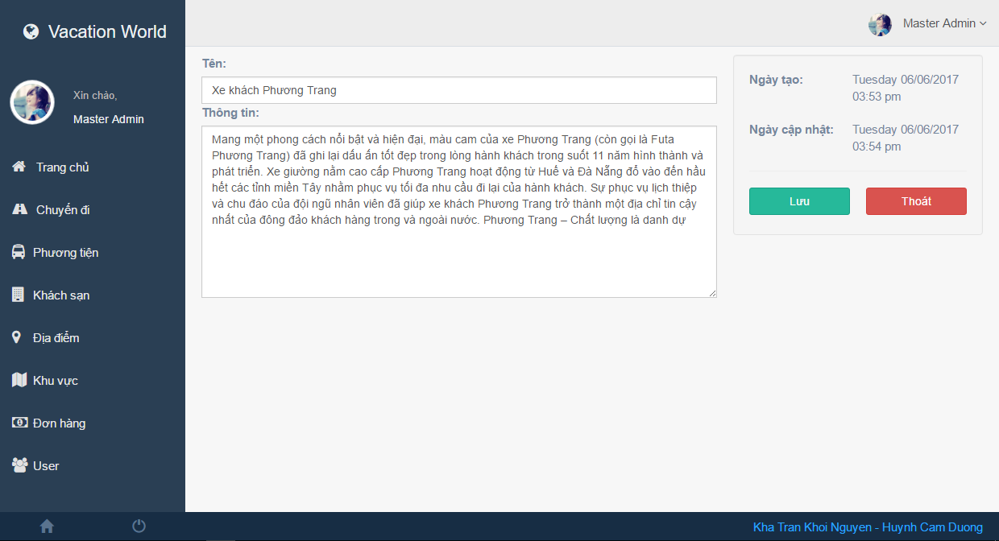 Vacation World
Master Admin
Xin chào,
Master Admin
Trang chủ
Chuyến đi
Phương tiện
Khách sạn
Địa điểm
Khu vực
Đơn hàng
User
Tên:
Xe khách Phương Trang
Thông tin:
Mang một phong cách nổi bật và hiện đại, màu cam của xe Phương Trang (còn gọi là Futa
Phương Trang) đã ghi lại dấu ấn tốt đẹp trong lòng hành khách trong suốt 11 năm hình thành và
phát triển. Xe giường nằm cao cấp Phương Trang hoạt động từ Huế và Đà Nẵng đổ vào đến hầu
hết các tỉnh miền Tây nhằm phục vụ tối đa nhu cầu đi lại của hành khách. Sự phục vụ lịch thiệp
và chu đáo của đội ngũ nhân viên đã giúp xe khách Phương Trang trở thành một địa chỉ tin cậy
nhất của đông đảo khách hàng trong và ngoài nước. Phương Trang – Chất lượng là danh dự
Ngày tạo: Tuesday 06/06/2017
03:53 pm
Ngày cập nhật: Tuesday 06/06/2017
03:54 pm
Lưu Thoát
Kha Tran Khoi Nguyen - Huynh Cam Duong